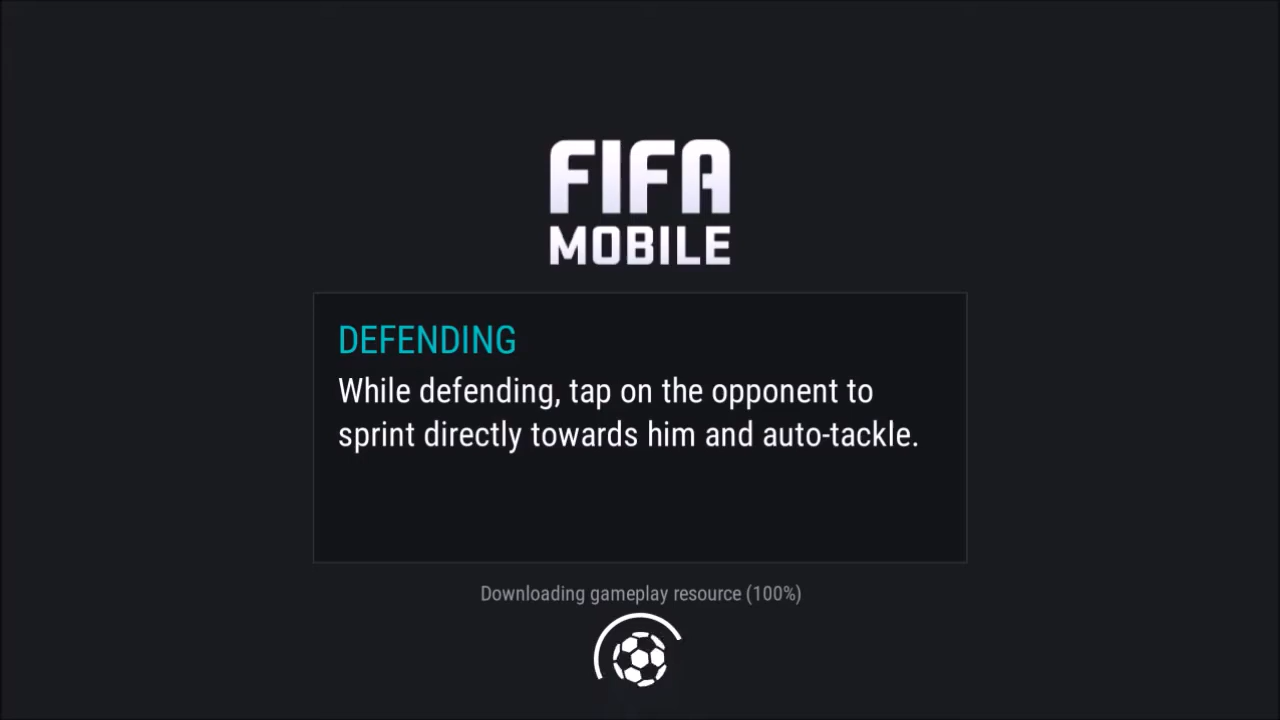 FIFA
MOBILE
DEFENDING
While defending, tap on the opponent to
sprint directly towards him and auto-tackle.
Downloading gameplay resource (100%)